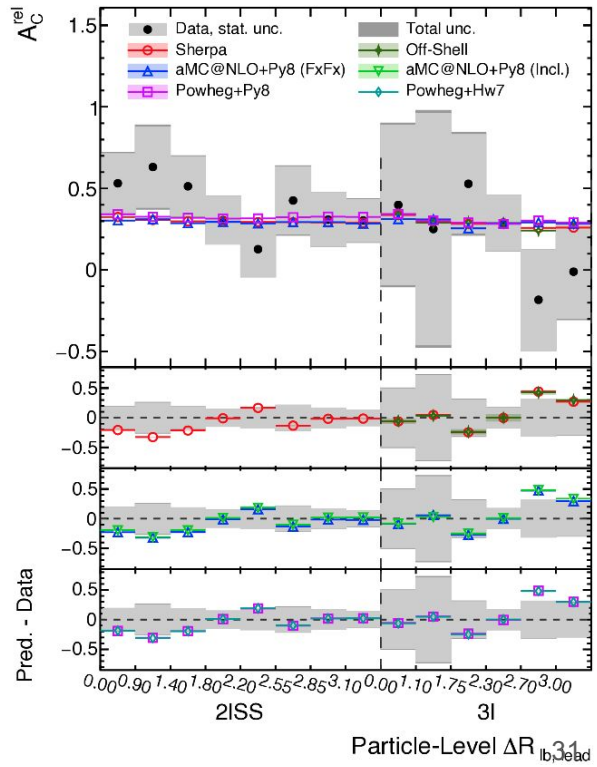 A_C^rel
Data, stat. unc. Total unc.
Sherpa Off-Shell
aMC@NLO+Py8 (FxFx) aMC@NLO+Py8 (Incl.)
Powheg+Py8 Powheg+Hw7
1.5
1
0.5
0
−0.5
0.5
0
−0.5
0.5
0
−0.5
Pred. - Data
0.5
0
−0.5
0.00 0.90 1.40 1.80 2.20 2.55 2.85 3.10 0.00 1.10 1.75 2.30 2.70 3.00
2lSS 3l
Particle-Level ΔR lb, lead
31